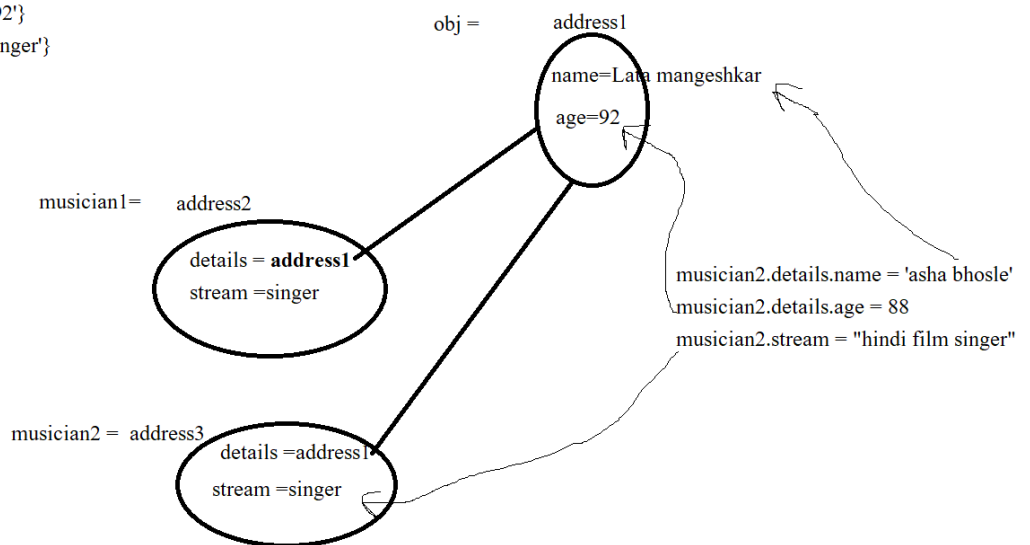 92'}
nger'}
obj = address1
name=Lata mangeshkar
age=92
musician1= address2
details = address1
stream =singer
musician2.details.name = 'asha bhosle'
musician2.details.age = 88
musician2.stream = "hindi film singer"
musician2 = address3
details =address1
stream =singer